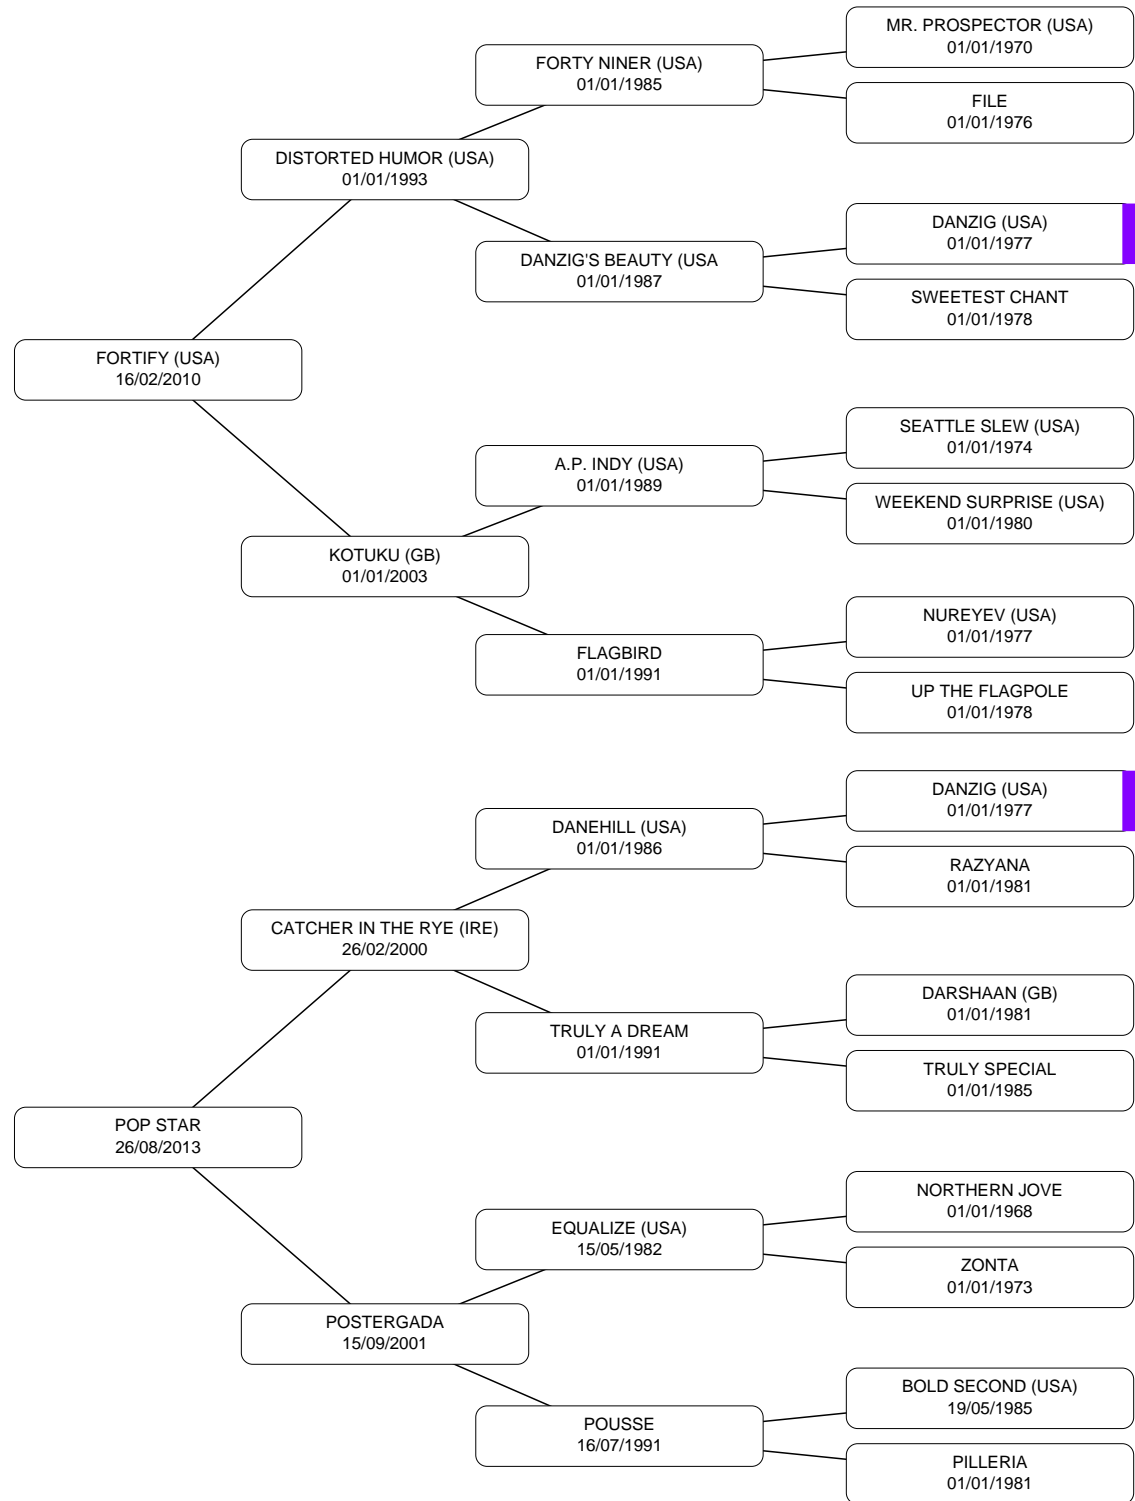 MR. PROSPECTOR (USA)
01/01/1970
FORTY NINER (USA)
01/01/1985
FILE
01/01/1976
DISTORTED HUMOR (USA)
01/01/1993
DANZIG (USA)
01/01/1977
DANZIG'S BEAUTY (USA
01/01/1987
SWEETEST CHANT
01/01/1978
FORTIFY (USA)
16/02/2010
SEATTLE SLEW (USA)
01/01/1974
A.P. INDY (USA)
01/01/1989
WEEKEND SURPRISE (USA)
01/01/1980
KOTUKU (GB)
01/01/2003
NUREYEV (USA)
01/01/1977
FLAGBIRD
01/01/1991
UP THE FLAGPOLE
01/01/1978
DANZIG (USA)
01/01/1977
DANEHILL (USA)
01/01/1986
RAZYANA
01/01/1981
CATCHER IN THE RYE (IRE)
26/02/2000
DARSHAAN (GB)
01/01/1981
TRULY A DREAM
01/01/1991
TRULY SPECIAL
01/01/1985
POP STAR
26/08/2013
NORTHERN JOVE
01/01/1968
EQUALIZE (USA)
15/05/1982
ZONTA
01/01/1973
POSTERGADA
15/09/2001
BOLD SECOND (USA)
19/05/1985
POUSSE
16/07/1991
PILLERIA
01/01/1981